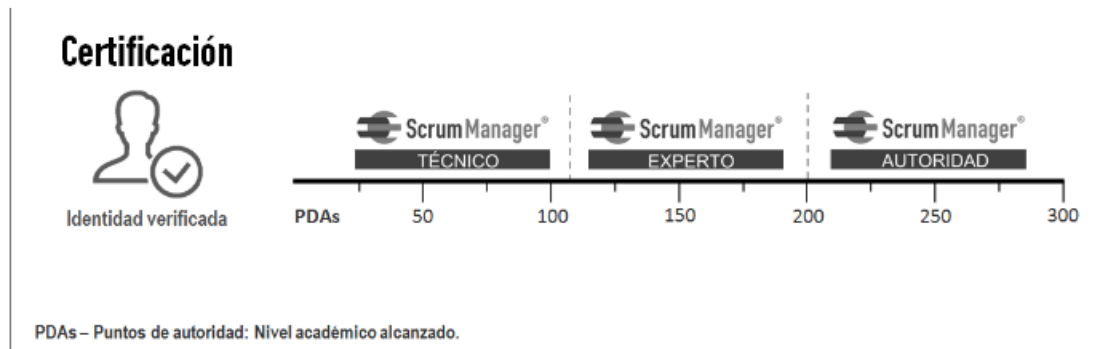 Certificación
ScrumManager® ScrumManager® ScrumManager®
TÉCNICO EXPERTO AUTORIDAD
Identidad verificada
PDAs 50 100 150 200 250 300
PDAs – Puntos de autoridad: Nivel acadèmico alcanzado.